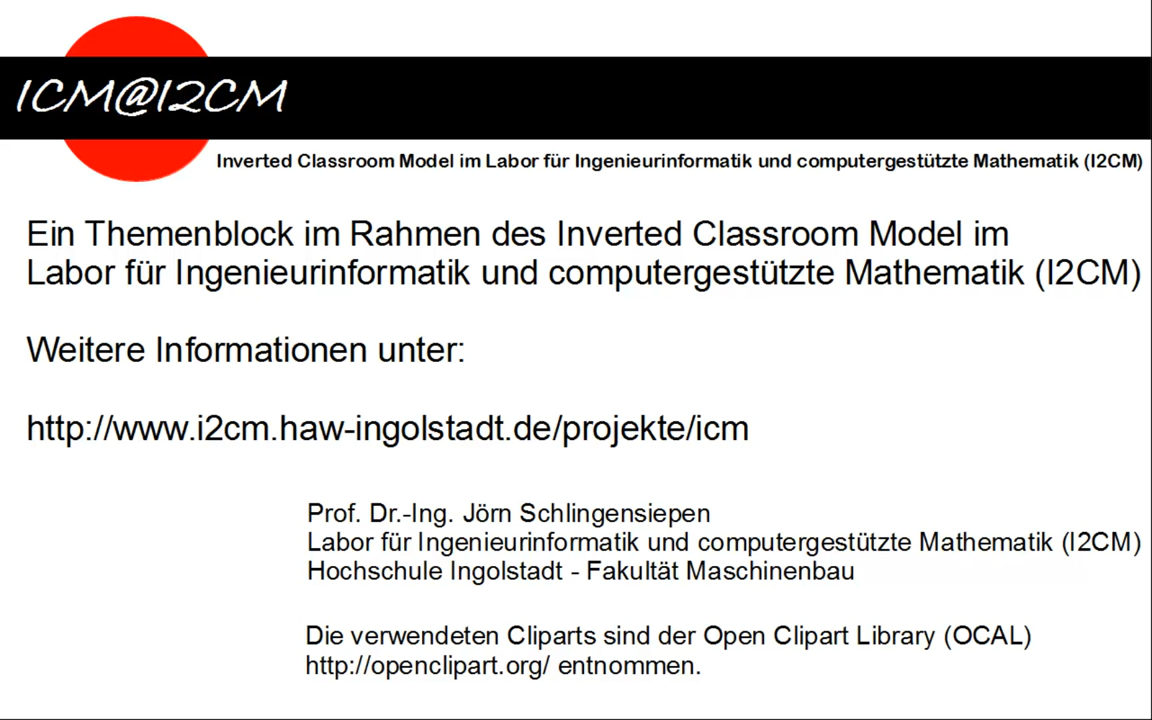 ICM@I2CM
Inverted Classroom Model im Labor für Ingenieurinformatik und computergestützte Mathematik (I2CM)
Ein Themenblock im Rahmen des Inverted Classroom Model im
Labor für Ingenieurinformatik und computergestützte Mathematik (I2CM)
Weitere Informationen unter:
http://www.i2cm.haw-ingolstadt.de/projekte/icm
Prof. Dr.-Ing. Jörn Schlingensiepen
Labor für Ingenieurinformatik und computergestützte Mathematik (I2CM)
Hochschule Ingolstadt - Fakultät Maschinenbau
Die verwendeten Cliparts sind der Open Clipart Library (OCAL)
http://openclipart.org/ entnommen.